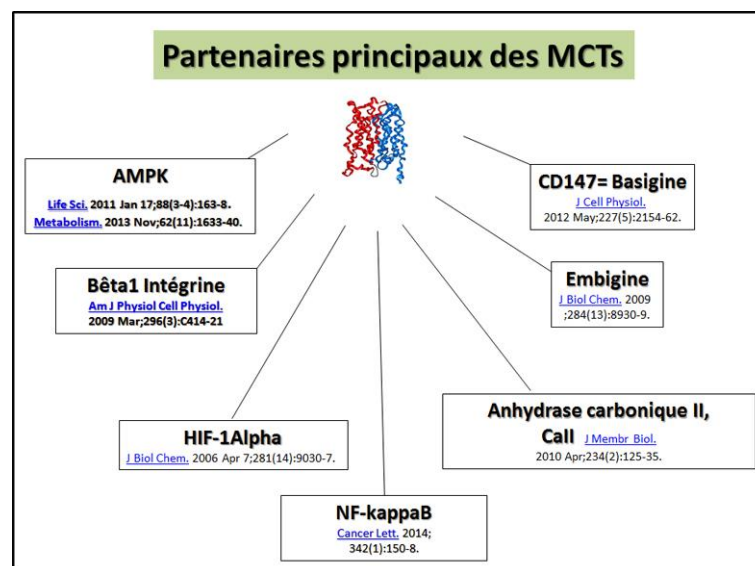 Partenaires principaux des MCTs
AMPK
Life Sci. 2011 Jan 17;88(3-4):163-8.
Metabolism. 2013 Nov;62(11):1633-40.
CD147= Basigine
J Cell Physiol.
2012 May;227(5):2154-62.
Bêta1 Intégrine
Am J Physiol Cell Physiol.
2009 Mar;296(3):C414-21
Embigine
J Biol Chem. 2009
;284(13):8930-9.
HIF-1Alpha
J Biol Chem. 2006 Apr 7;281(14):9030-7.
Anhydrase carbonique II,
CaII J Membr Biol.
2010 Apr;234(2):125-35.
NF-kappaB
Cancer Lett. 2014;
342(1):150-8.